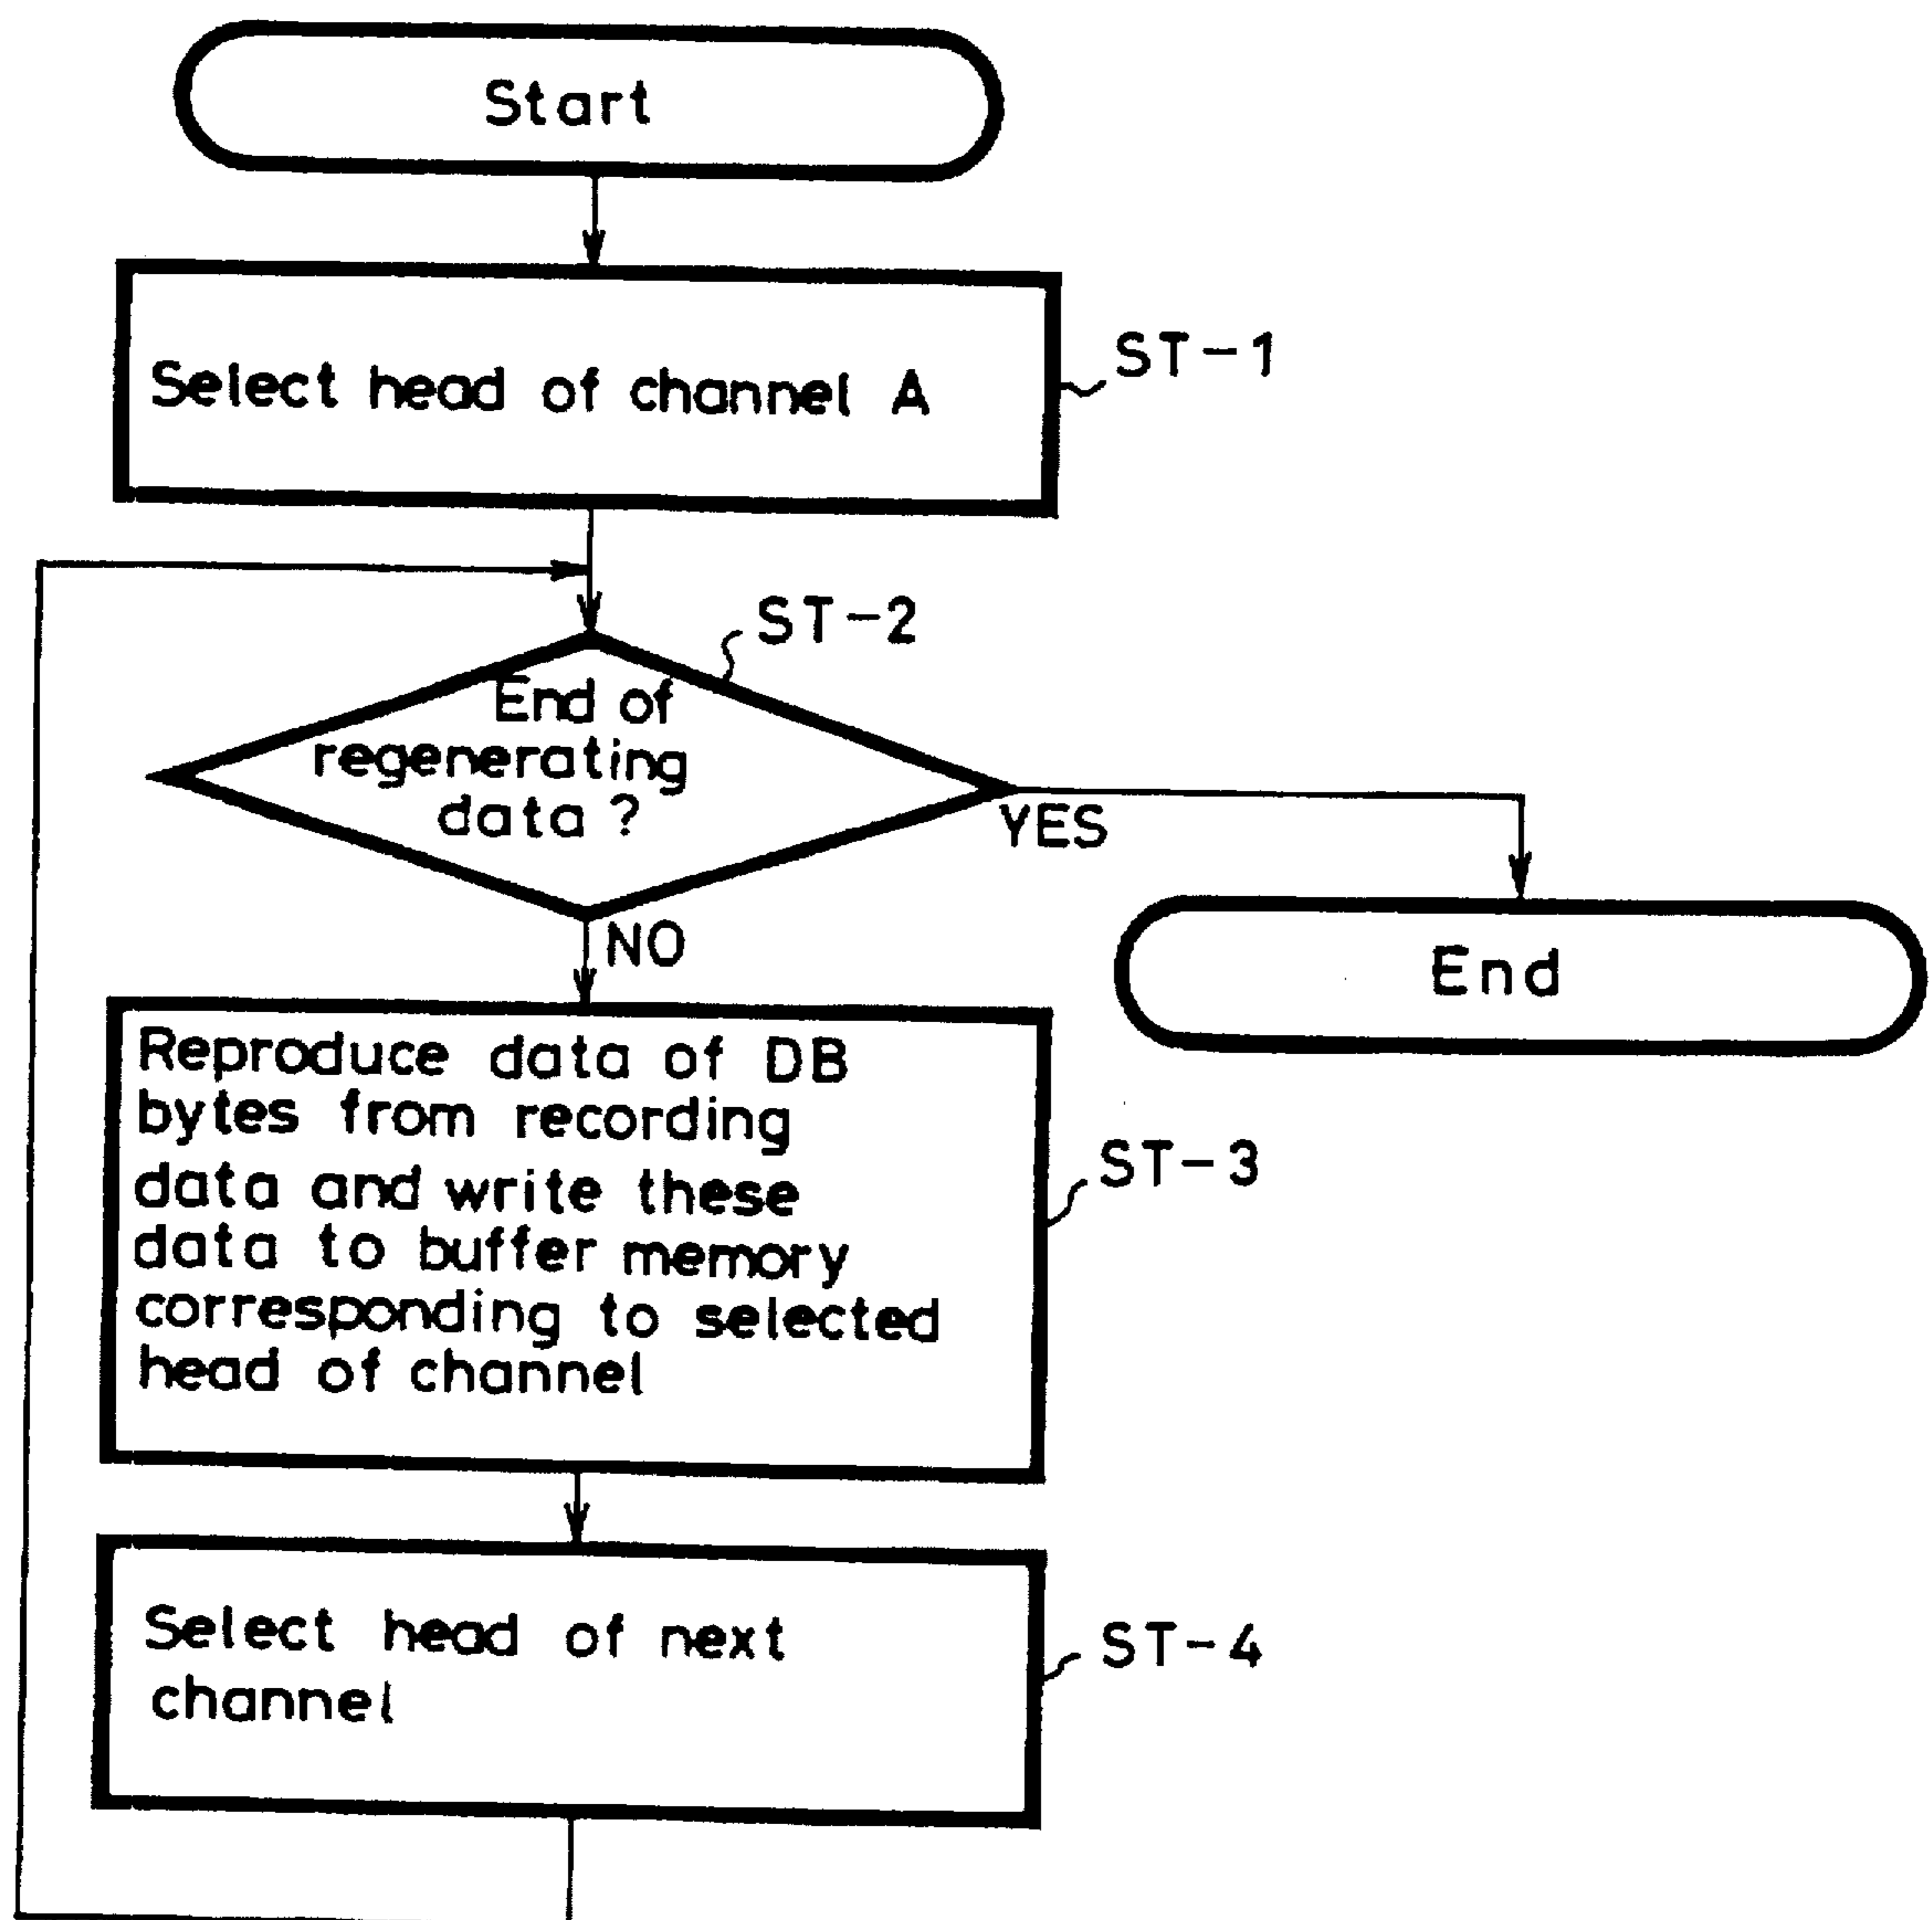 Start
Select head of channel A
ST-1
ST-2
End of
regenerating
data ?
YES
NO
End
Reproduce data of DB
bytes from recording
data and write these
data to buffer memory
corresponding to selected
head of channel
ST-3
Select head of next
channel
ST-4